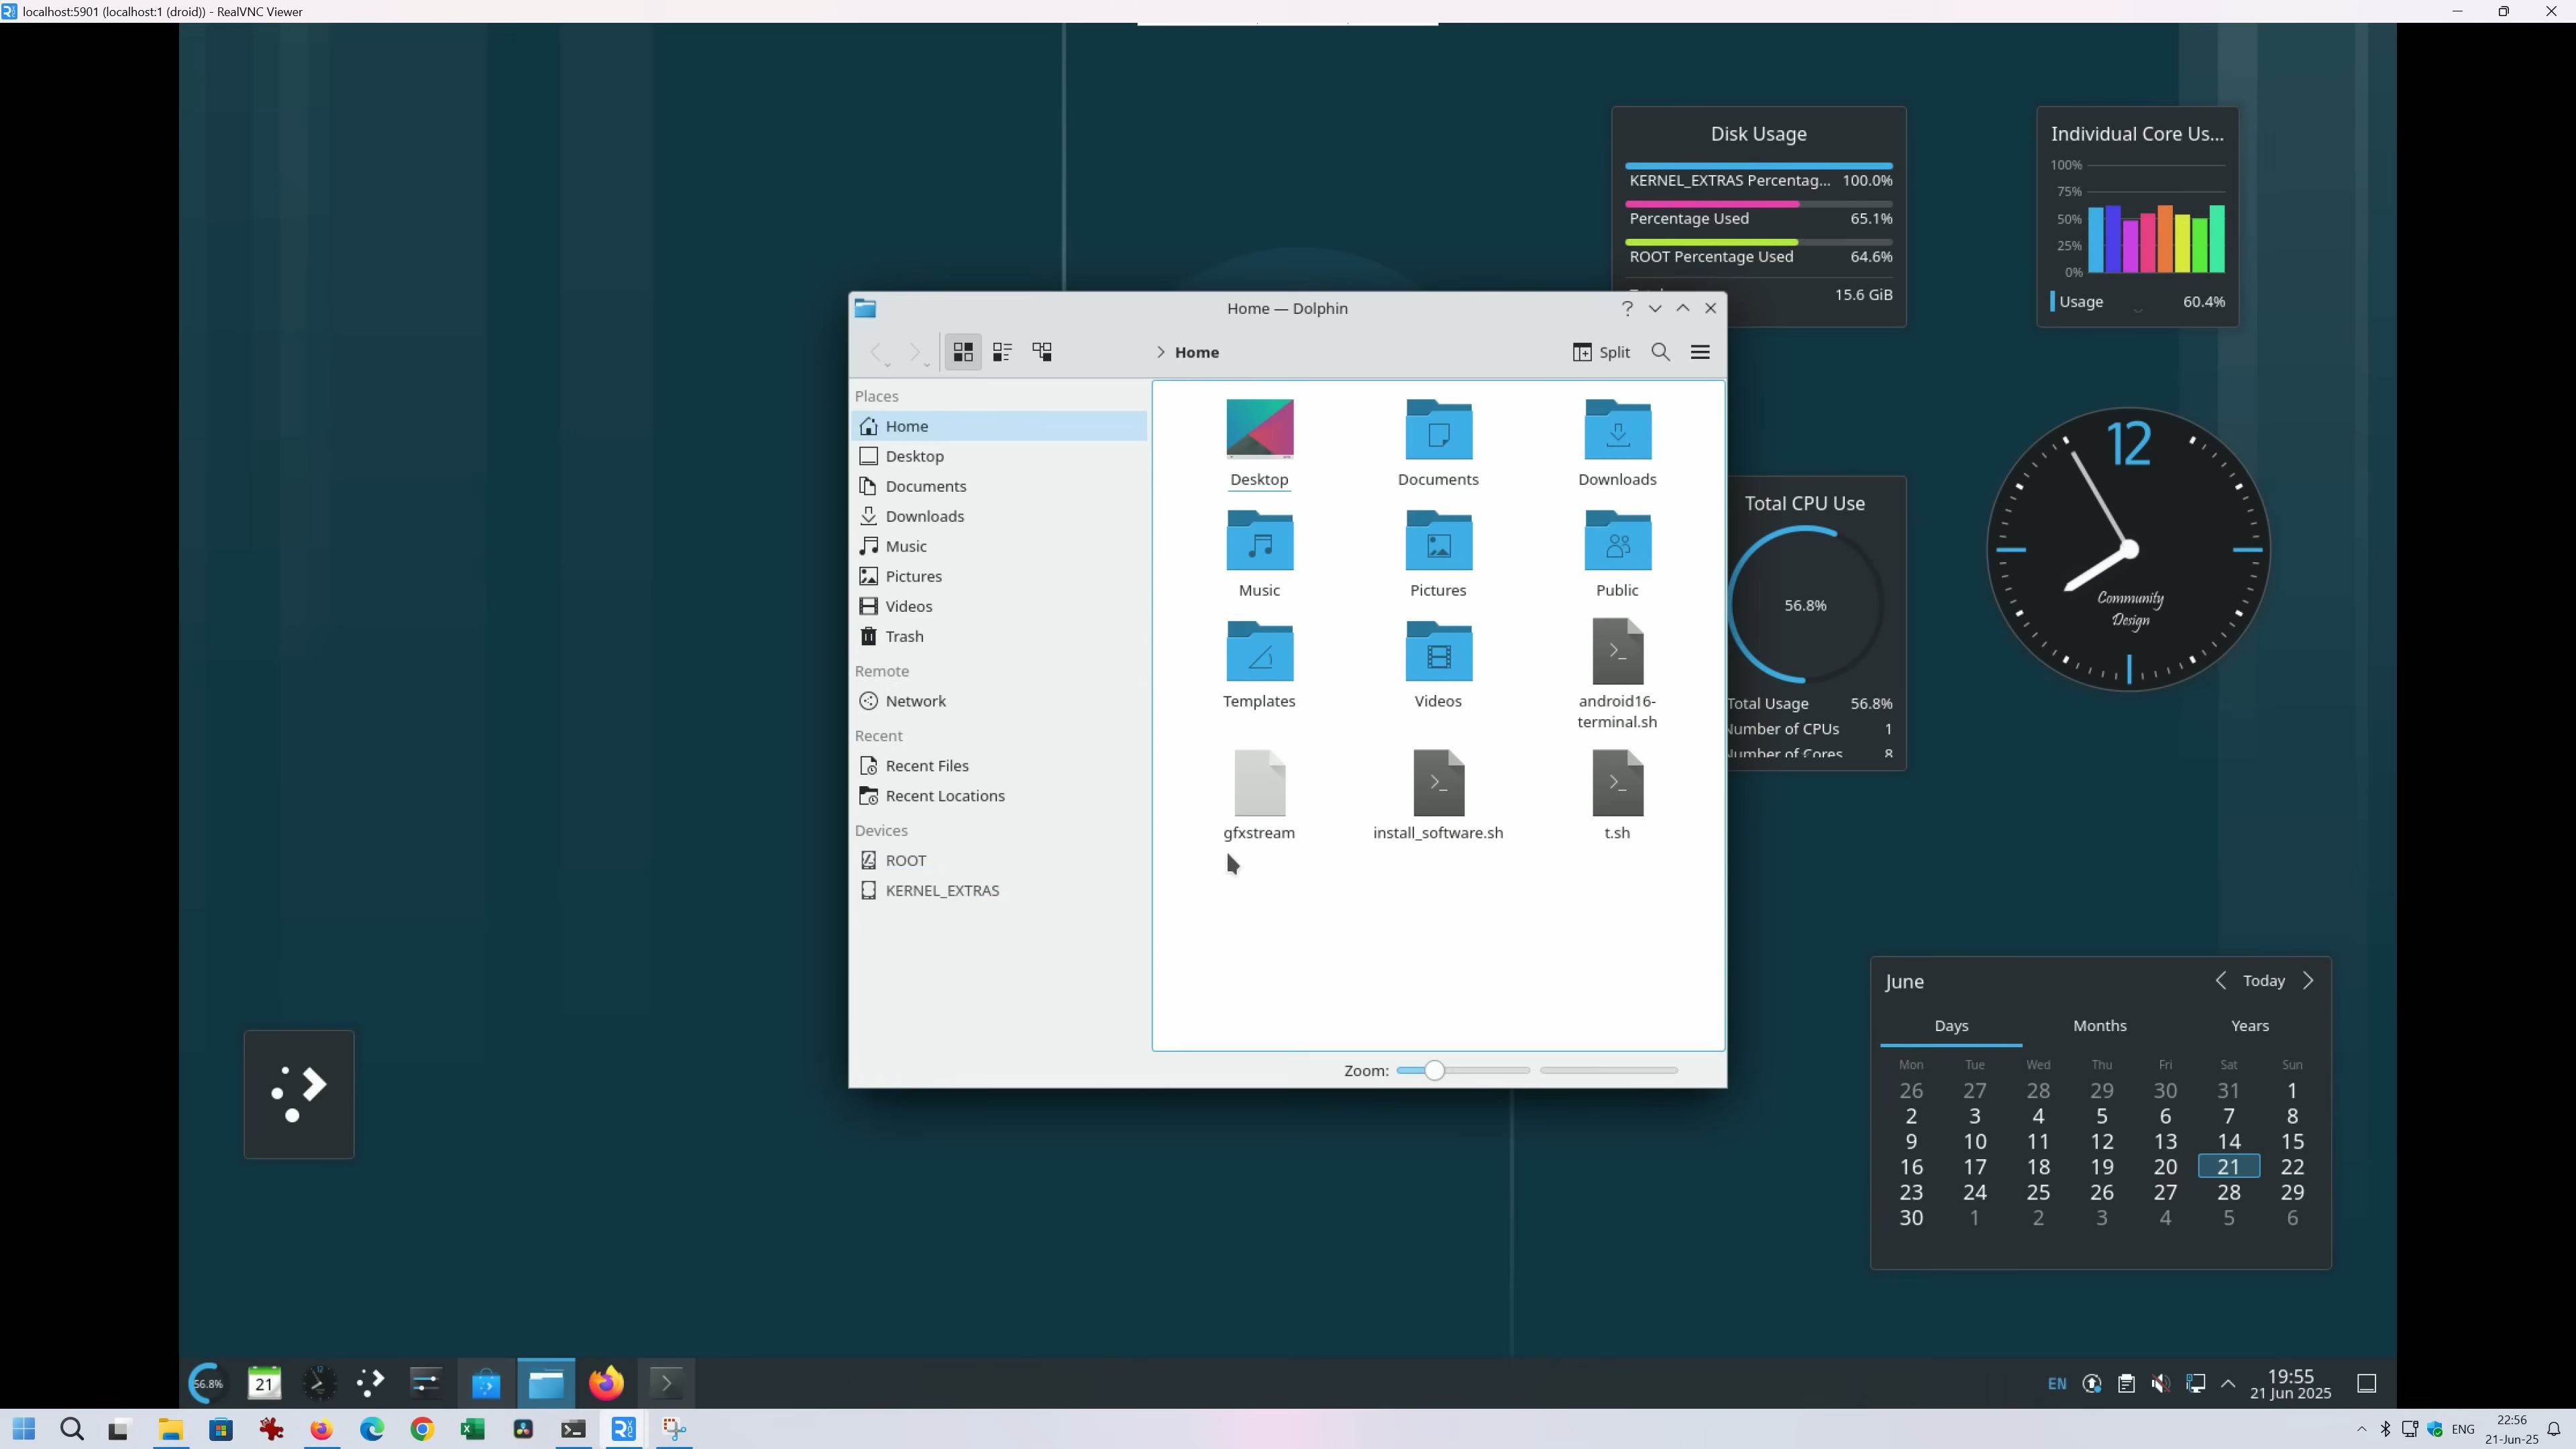 localhost:5901 (localhost:1 (droid)) - RealVNC Viewer
Disk Usage
KERNEL_EXTRAS Percentag... 100.0%
Percentage Used 65.1%
ROOT Percentage Used 64.6%
15.6 GiB
Individual Core Us...
100%
75%
50%
25%
0%
Usage 60.4%
Home — Dolphin
Home
Split
Places
Home
Desktop
Documents
Downloads
Music
Pictures
Videos
Trash
Remote
Network
Recent
Recent Files
Recent Locations
Devices
ROOT
KERNEL_EXTRAS
Desktop Documents Downloads
Music Pictures Public
Templates Videos android16-
terminal.sh
gfxstream install_software.sh t.sh
Zoom:
Total CPU Use
56.8%
Total Usage 56.8%
Number of CPUs 1
Number of Cores 8
12
Community
Design
June Today
Days Months Years
Mon Tue Wed Thu Fri Sat Sun
26 27 28 29 30 31 1
2 3 4 5 6 7 8
9 10 11 12 13 14 15
16 17 18 19 20 21 22
23 24 25 26 27 28 29
30 1 2 3 4 5 6
56.8% 21 12 EN 19:55
21 Jun 2025
ENG 22:56
21-Jun-25